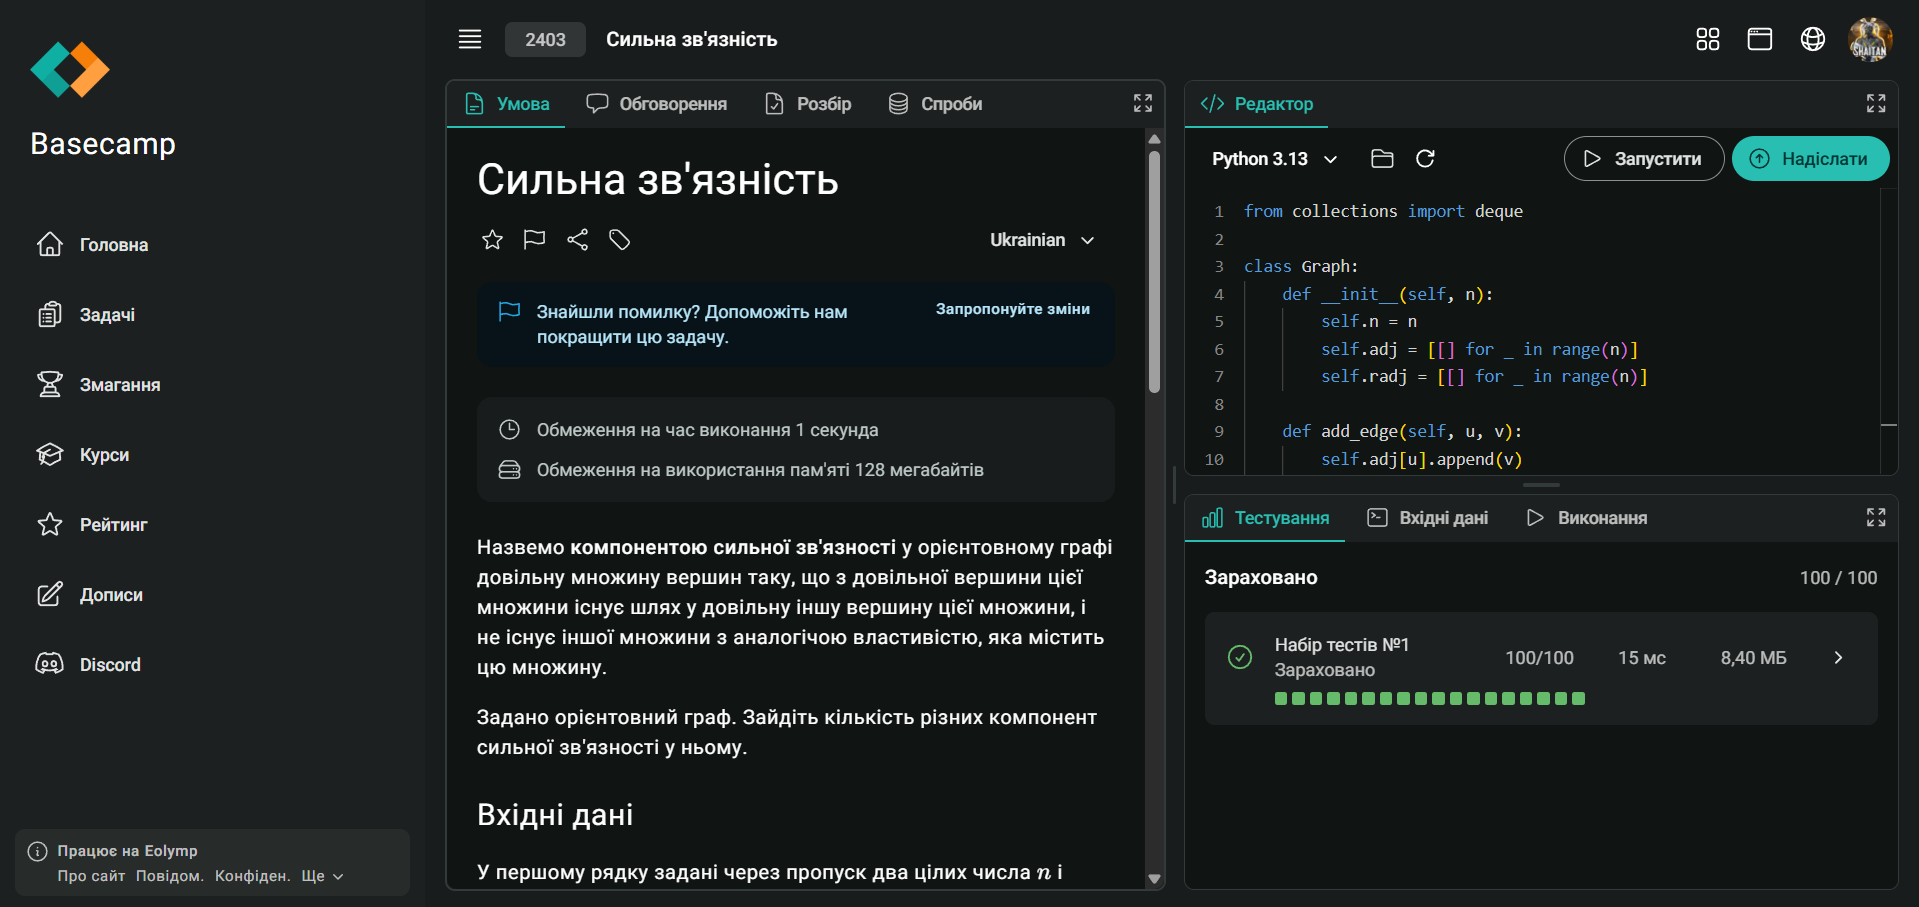 Basecamp
Головна
Задачі
Змагання
Курси
Рейтинг
Дописи
Discord
Працює на Eolymp
Про сайт Повідом. Конфіден. Ще
2403 Сильна зв'язність
SHAITAN
Умова Обговорення Розбір Спроби
Сильна зв'язність
Ukrainian
Знайшли помилку? Допоможіть нам
покращити цю задачу.
Запропонуйте зміни
Обмеження на час виконання 1 секунда
Обмеження на використання пам'яті 128 мегабайтів
Назвемо компонентою сильної зв'язності у орієнтовному графі
довільну множину вершин таку, що з довільної вершини цієї
множини існує шлях у довільну іншу вершину цієї множини, і
не існує іншої множини з аналогічою властивістю, яка містить
цю множину.
Задано орієнтовний граф. Зайдіть кількість різних компонент
сильної зв'язності у ньому.
Вхідні дані
У першому рядку задані через пропуск два цілих числа n і
Редактор
Python 3.13
Запустити
Надіслати
1 from collections import deque
2
3 class Graph:
4 def __init__(self, n):
5 self.n = n
6 self.adj = [[] for _ in range(n)]
7 self.radj = [[] for _ in range(n)]
8
9 def add_edge(self, u, v):
10 self.adj[u].append(v)
Тестування Вхідні дані Виконання
Зараховано 100 / 100
Набір тестів №1
Зараховано
100/100 15 мс 8,40 МБ